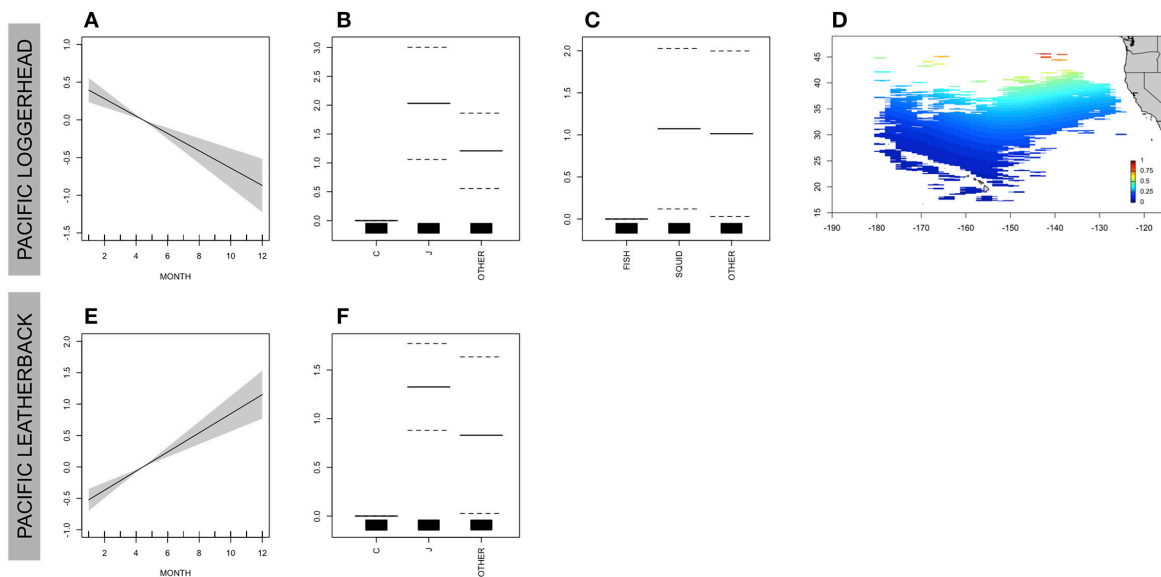 PACIFIC LOGGERHEAD
A
1.0
0.5
0.0
-0.5
-1.0
-1.5
2 4 6 8 10 12
MONTH
B
3.0
2.5
2.0
1.5
1.0
0.5
0.0
C J OTHER
C
2.0
1.5
1.0
0.5
0.0
FISH SQUID OTHER
D
45
40
35
30
25
20
15
1
0.75
0.5
0.25
0
-190 -180 -170 -160 -150 -140 -130 -120
PACIFIC LEATHERBACK
E
2.0
1.5
1.0
0.5
0.0
-0.5
-1.0
2 4 6 8 10 12
MONTH
F
1.5
1.0
0.5
0.0
C J OTHER